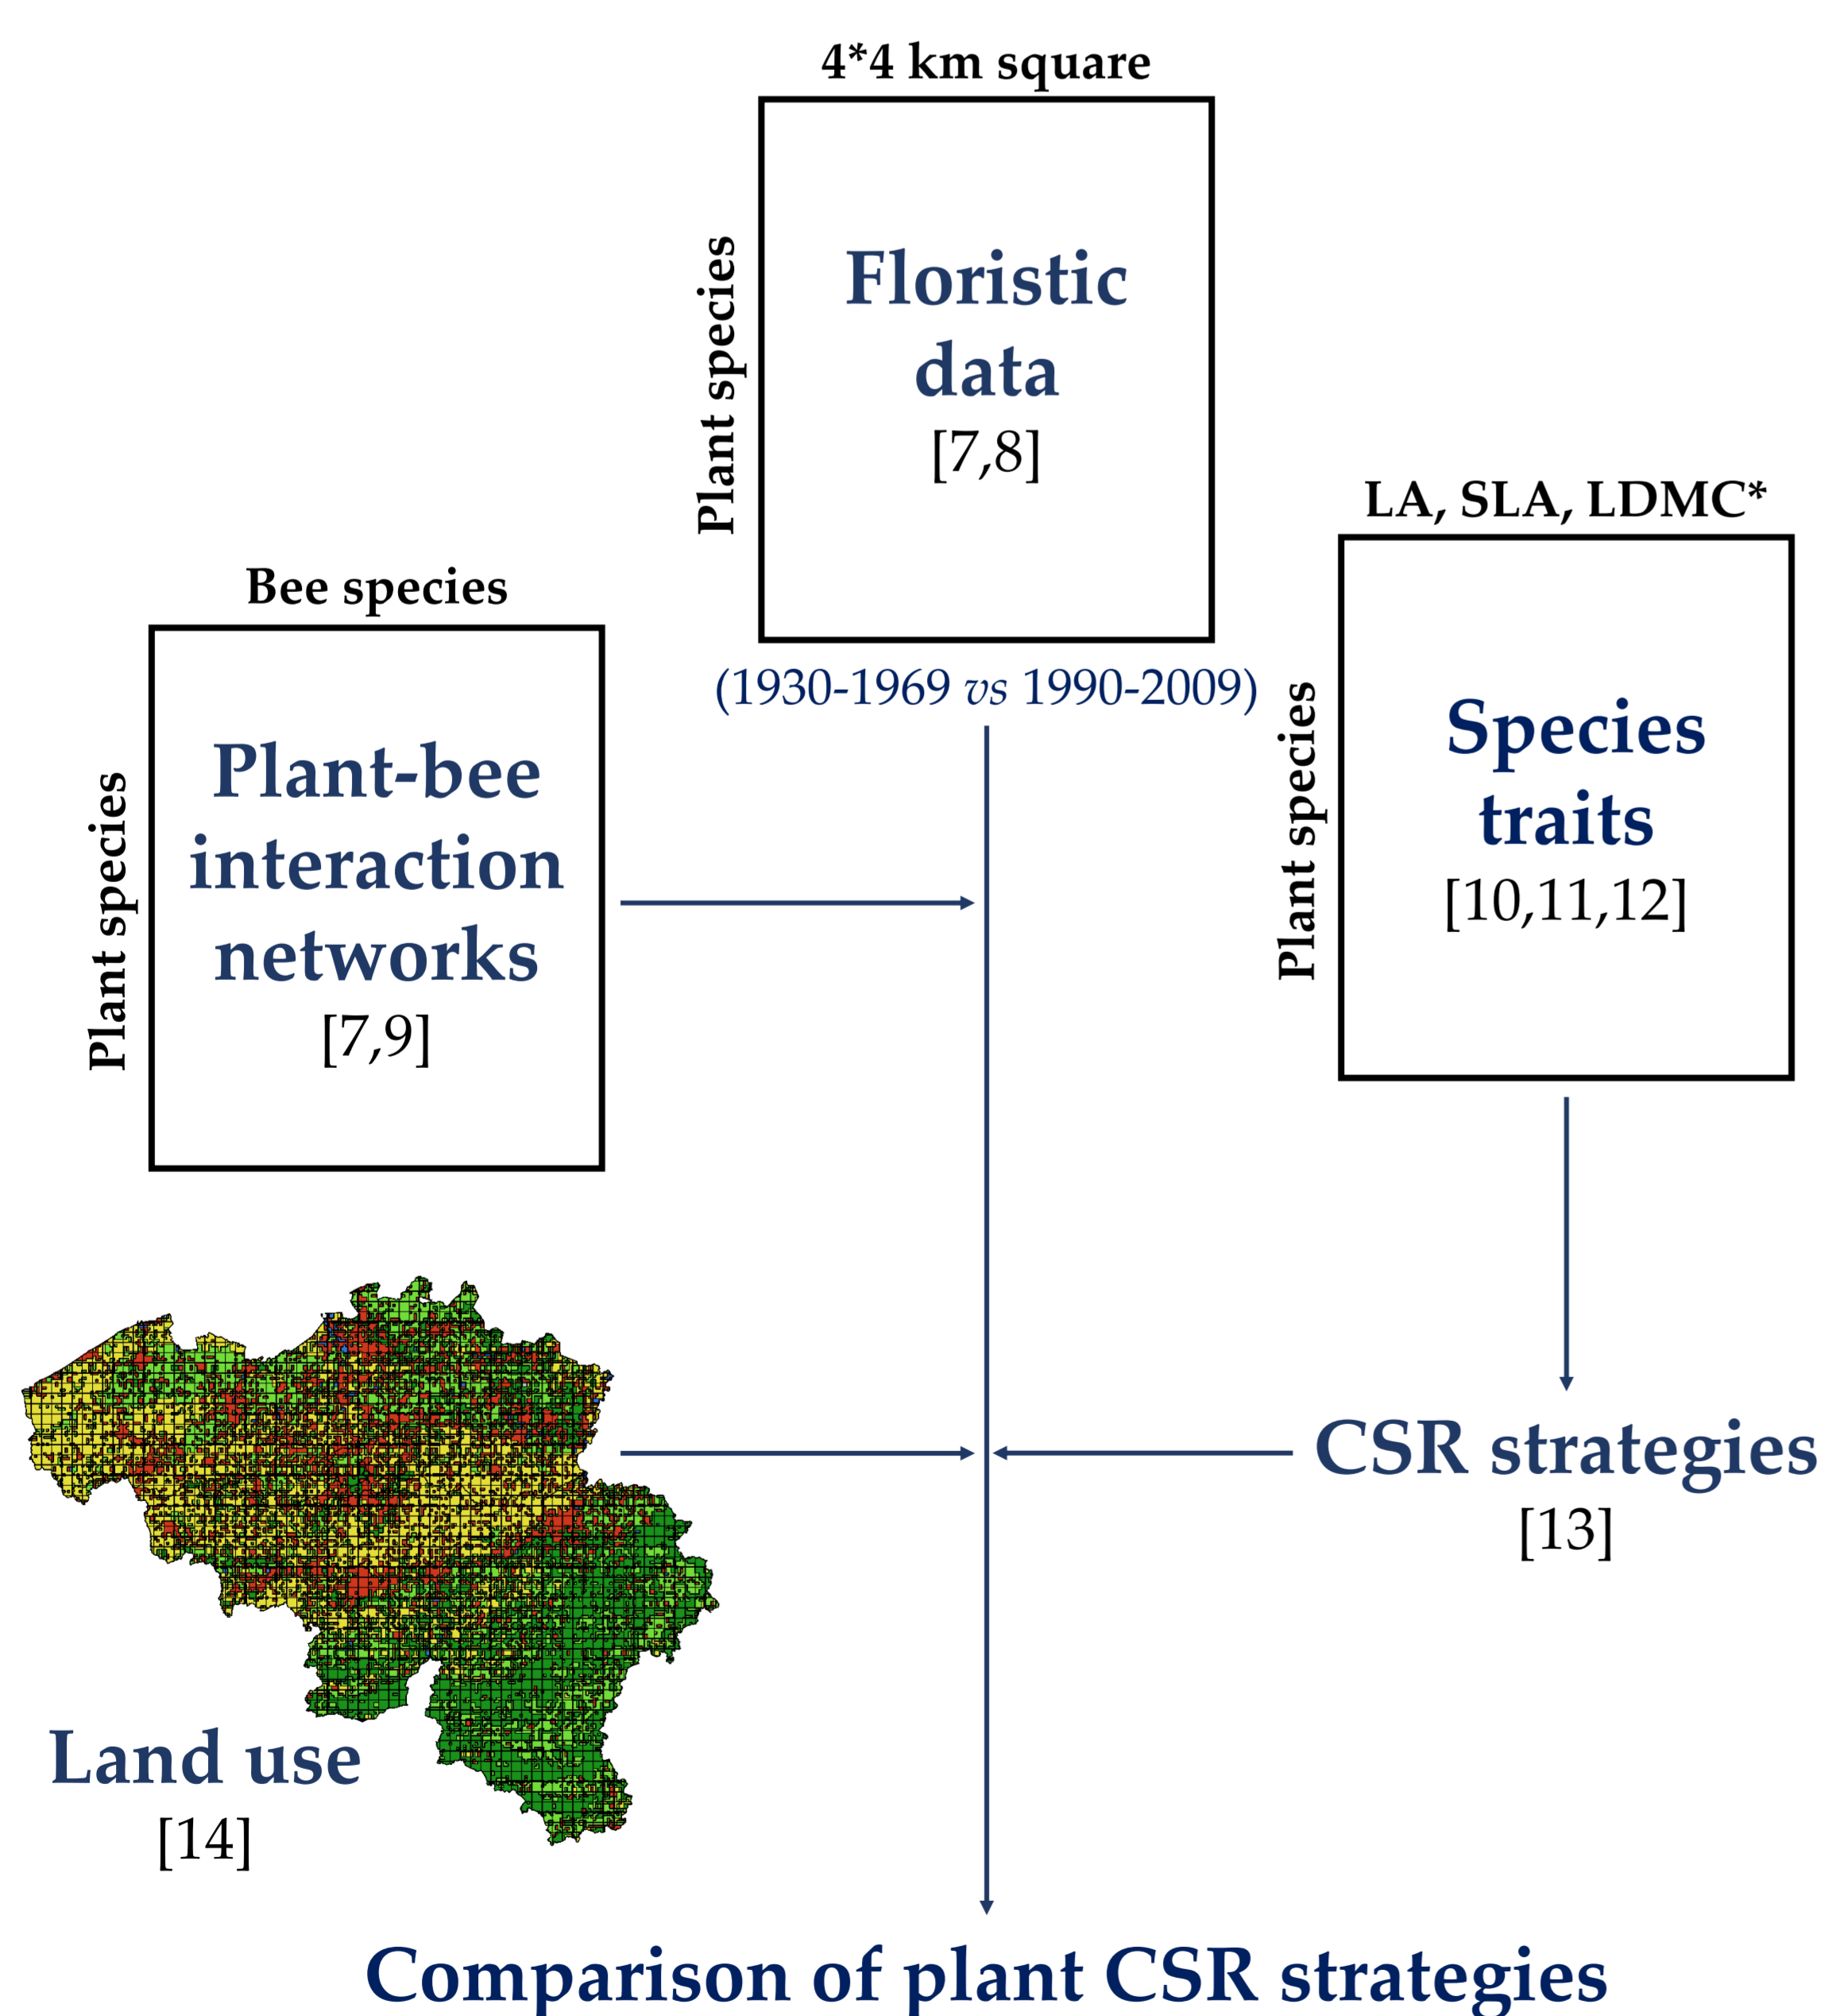 4*4 km square
Plant species
Floristic
data
[7,8]
(1930-1969 vs 1990-2009)
Bee species
Plant species
Plant-bee
interaction
networks
[7,9]
LA, SLA, LDMC*
Plant species
Species
traits
[10,11,12]
CSR strategies
[13]
Land use
[14]
Comparison of plant CSR strategies